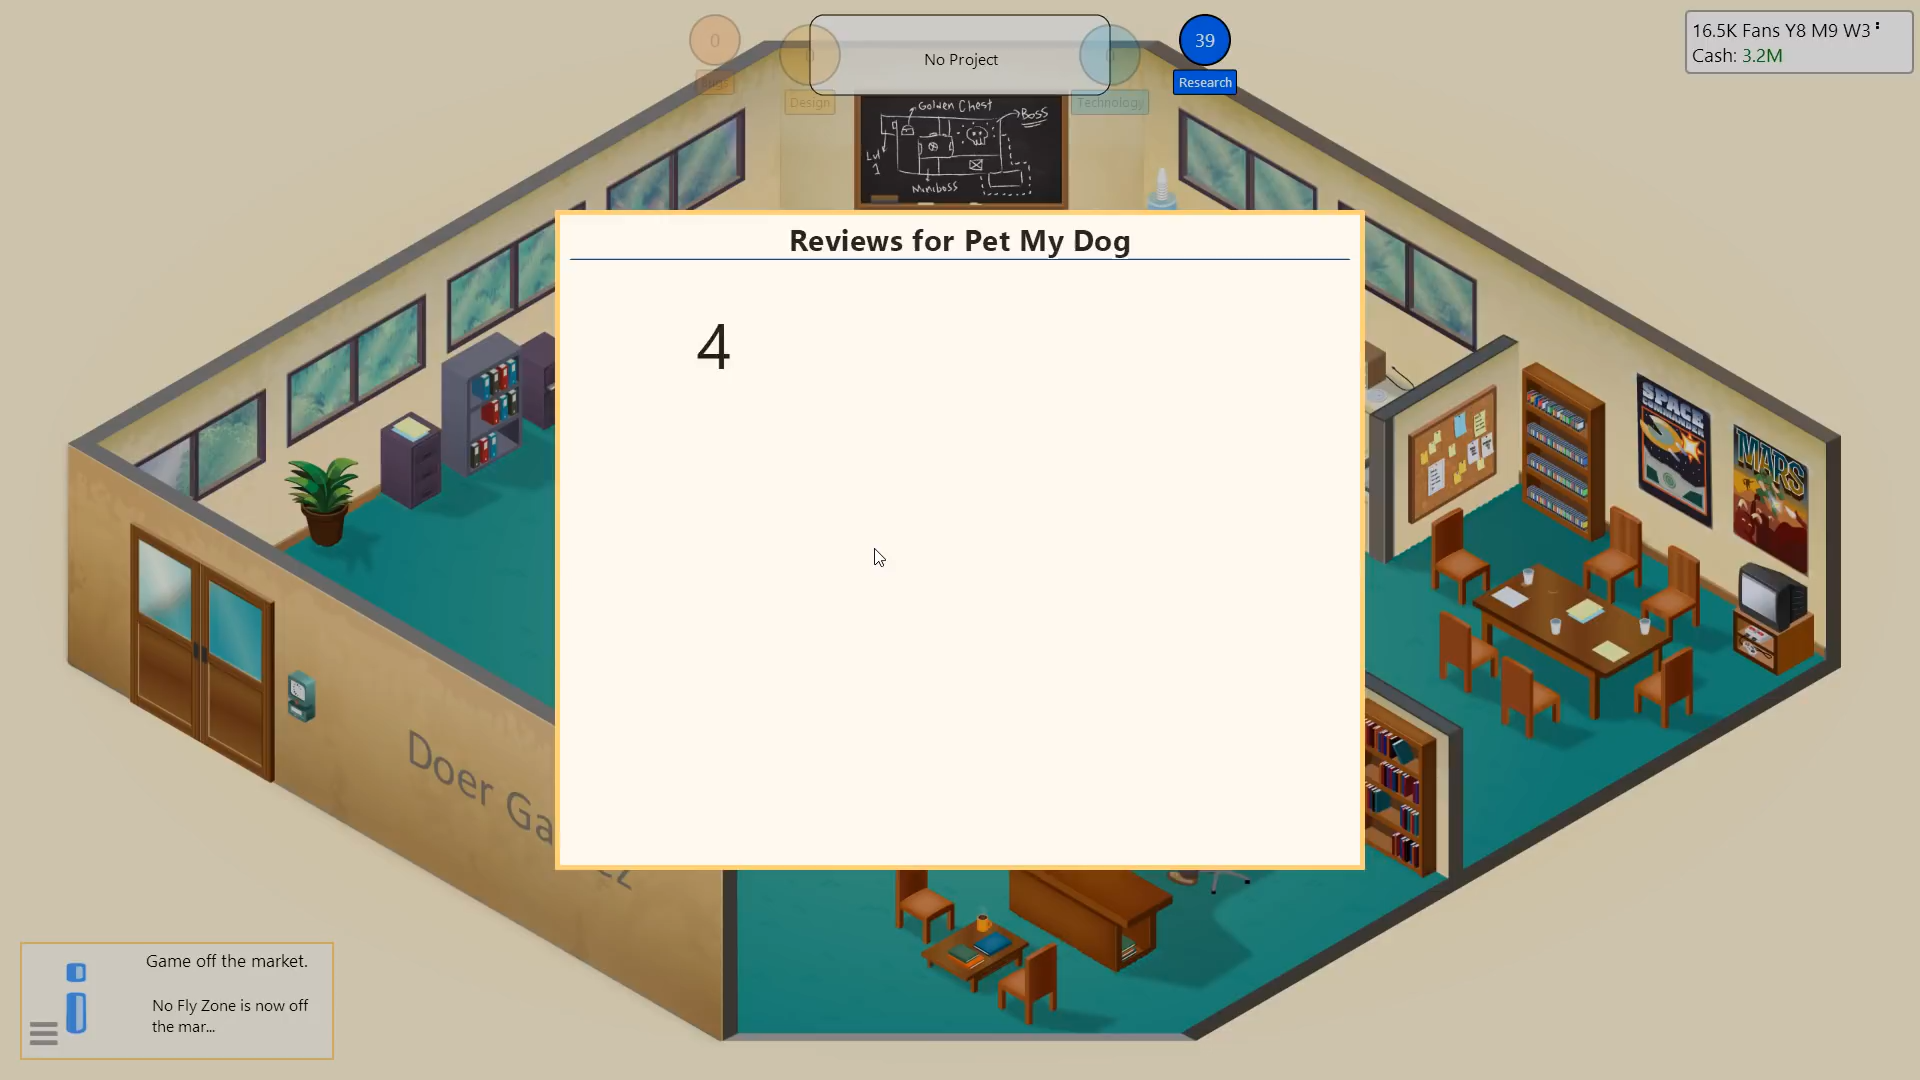 0
Bugs
Design
No Project
Technology
39
Research
16.5K Fans Y8 M9 W3
Cash: 3.2M
Golden Chest
Boss
Lvl
1
Miniboss
Reviews for Pet My Dog
4
SPACE
MARS
Doer Ga
Game off the market.
No Fly Zone is now off
the mar...